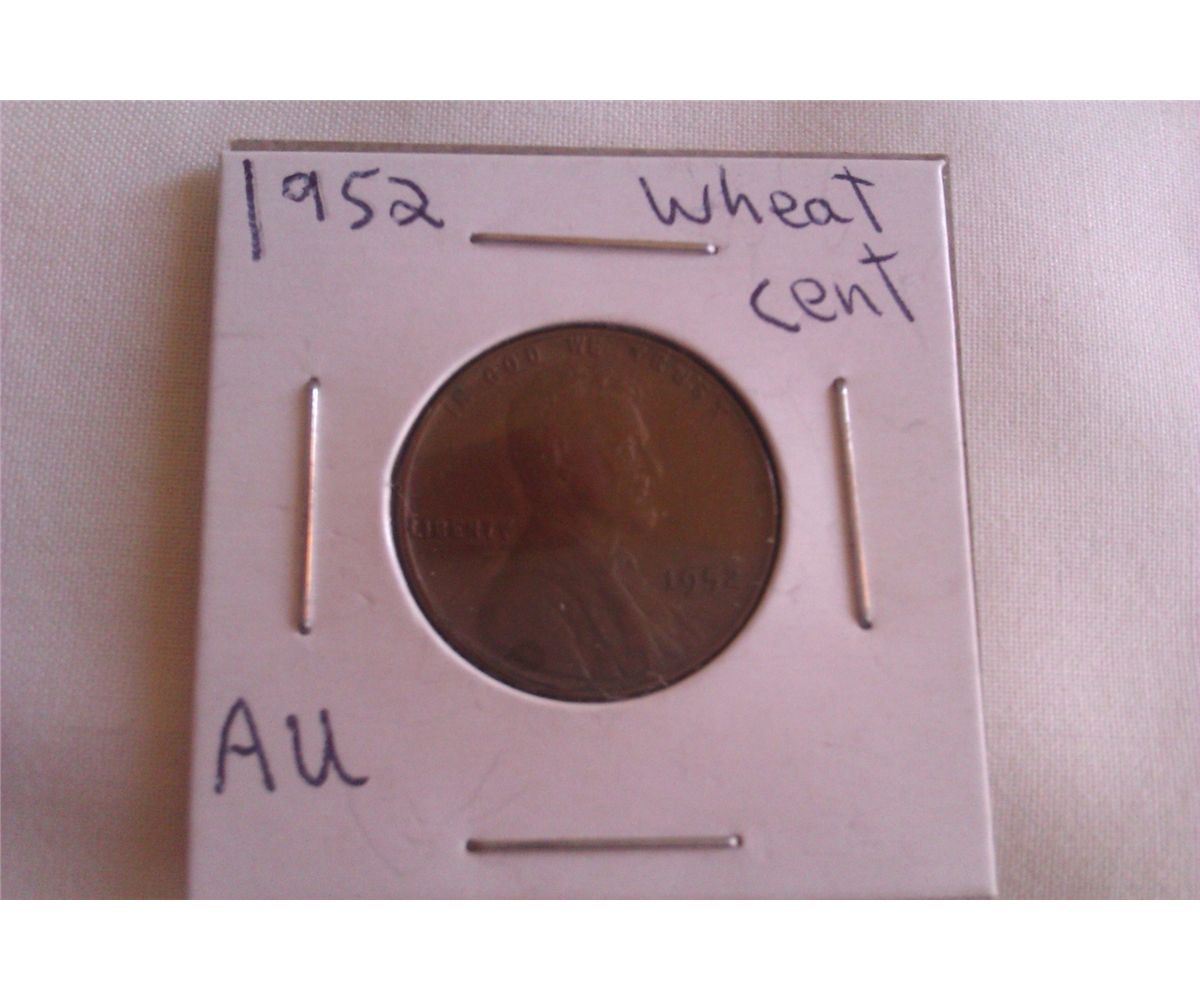 1952 wheat
cent
IN GOD WE TRUST
LIBERTY
1952
AU